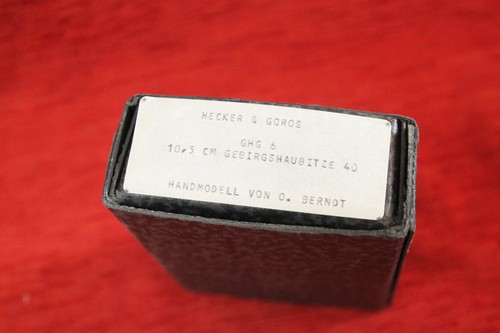 HECKER & GOROS
GHG 6
10,5 CM GEBIRGSHAUBITZE 40
HANDMODELL VON O. BERNDT